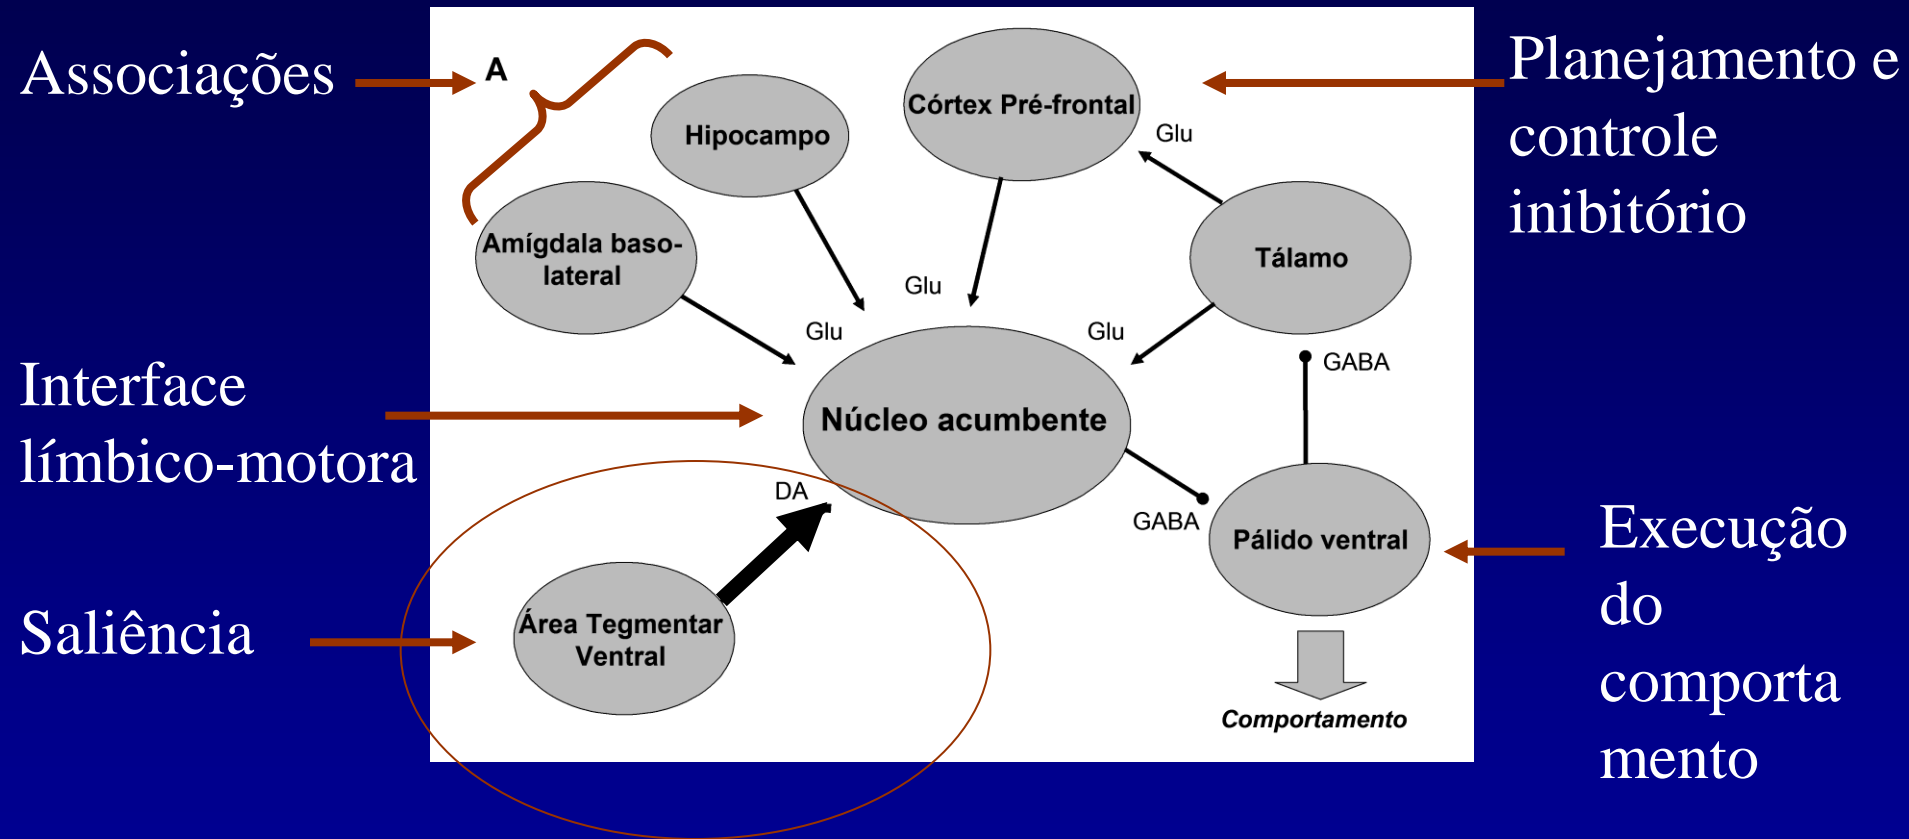 Associações
A
Hipocampo
Córtex Pré-frontal
Planejamento e
controle
inibitório
Glu
Amígdala baso-
lateral
Tálamo
Glu
Glu
Glu
GABA
Interface
límbico-motora
Núcleo acumbente
DA
GABA
Pálido ventral
Execução
do
comporta
mento
Saliência
Área Tegmentar
Ventral
Comportamento